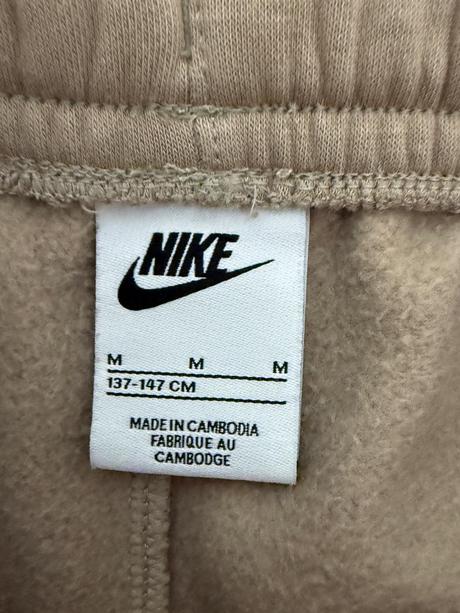 NIKE
M M M
137-147 CM
MADE IN CAMBODIA
FABRIQUE AU
CAMBODGE